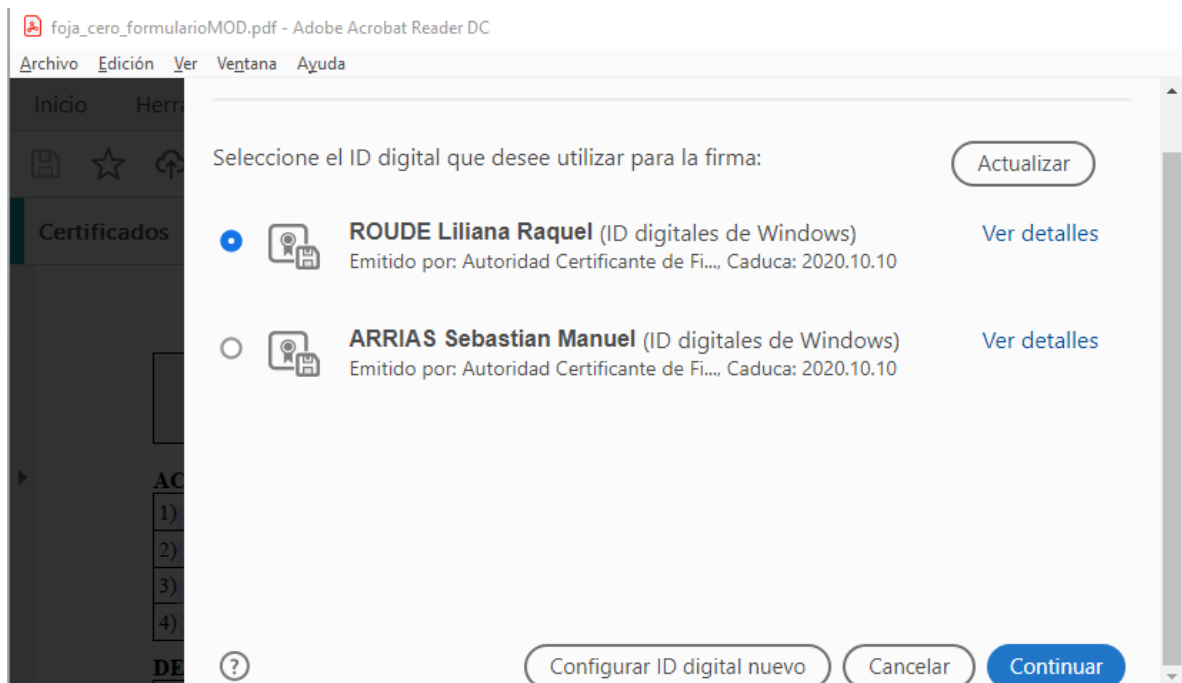 foja_cero_formularioMOD.pdf - Adobe Acrobat Reader DC
Archivo Edición Ver Ventana Ayuda
Inicio
Seleccione el ID digital que desee utilizar para la firma:
Actualizar
Certificados
ROUDE Liliana Raquel (ID digitales de Windows)
Ver detalles
Emitido por: Autoridad Certificante de Fi..., Caduca: 2020.10.10
ARRIAS Sebastian Manuel (ID digitales de Windows)
Ver detalles
Emitido por: Autoridad Certificante de Fi..., Caduca: 2020.10.10
AC
1)
2)
3)
4)
DE
Configurar ID digital nuevo
Cancelar
Continuar